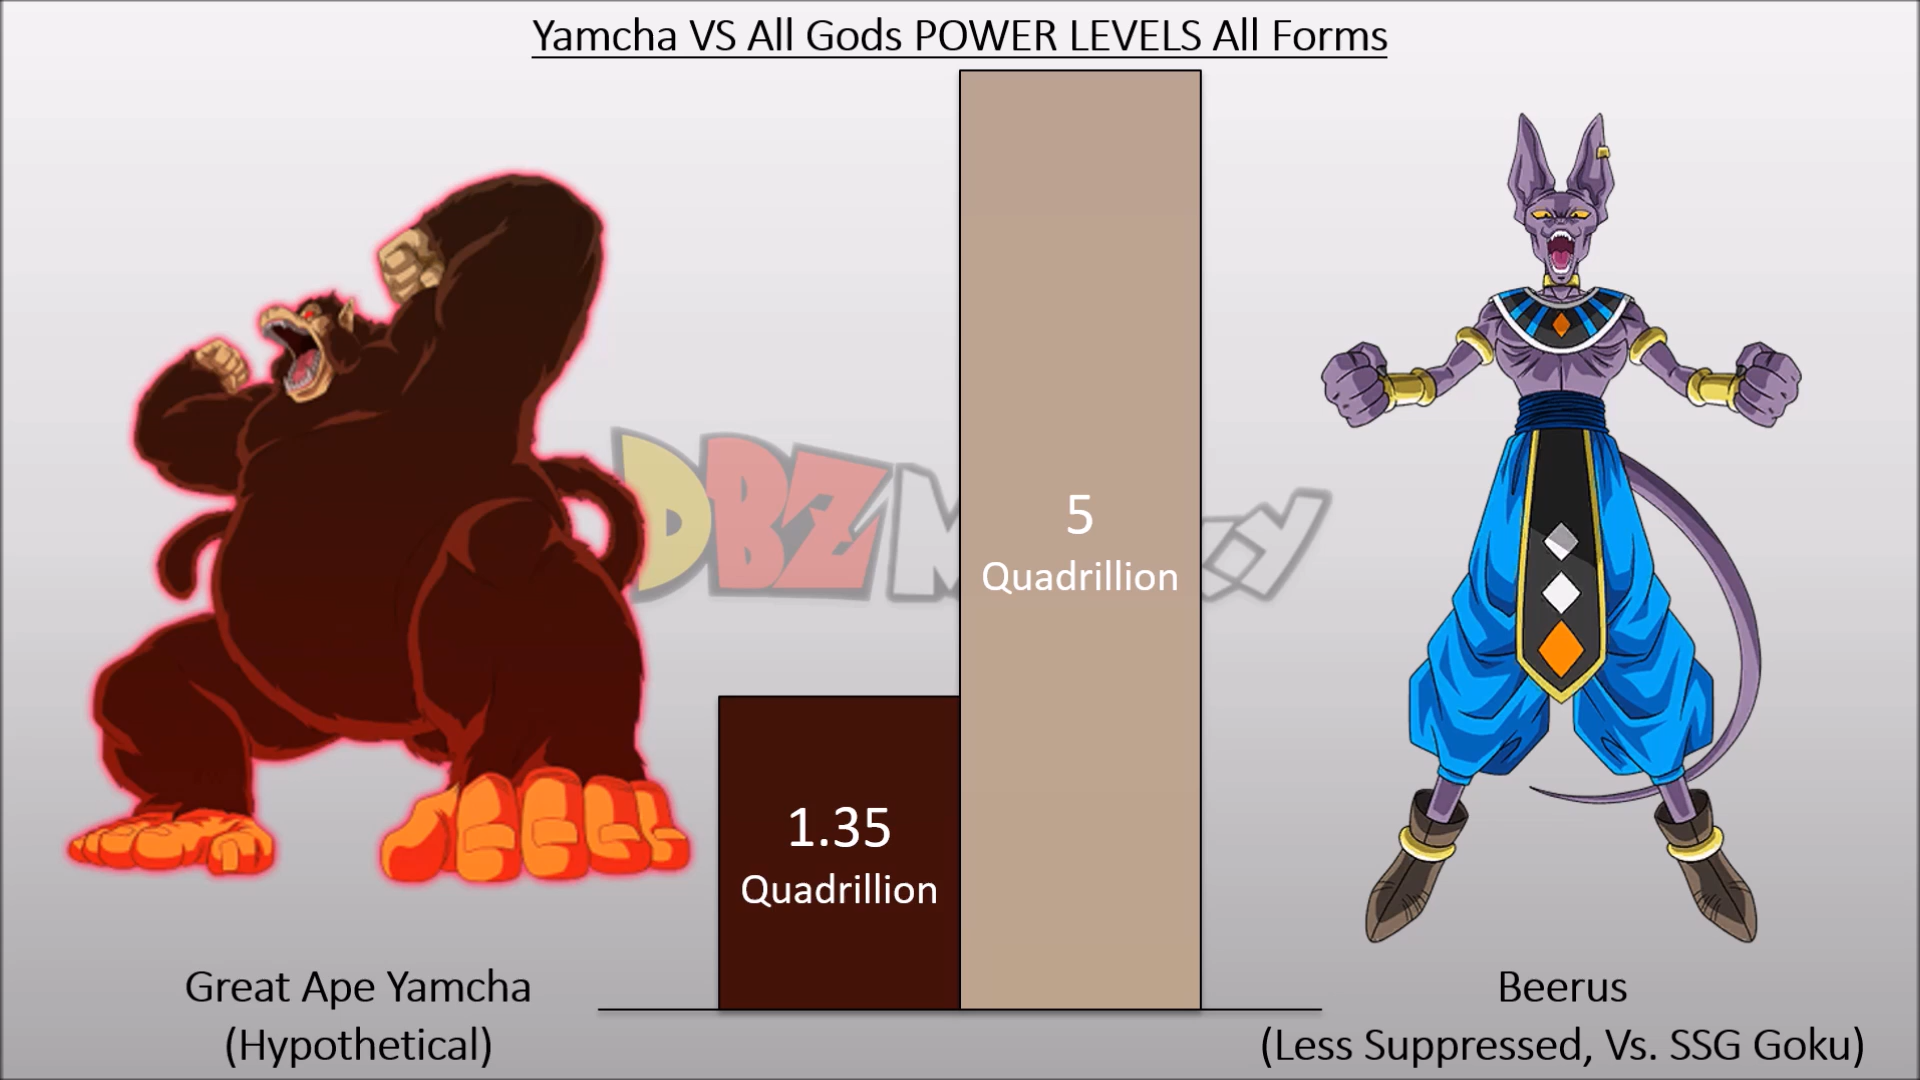 Yamcha VS All Gods POWER LEVELS All Forms
DBZM
Y
5
Quadrillion
1.35
Quadrillion
Great Ape Yamcha
(Hypothetical)
Beerus
(Less Suppressed, Vs. SSG Goku)